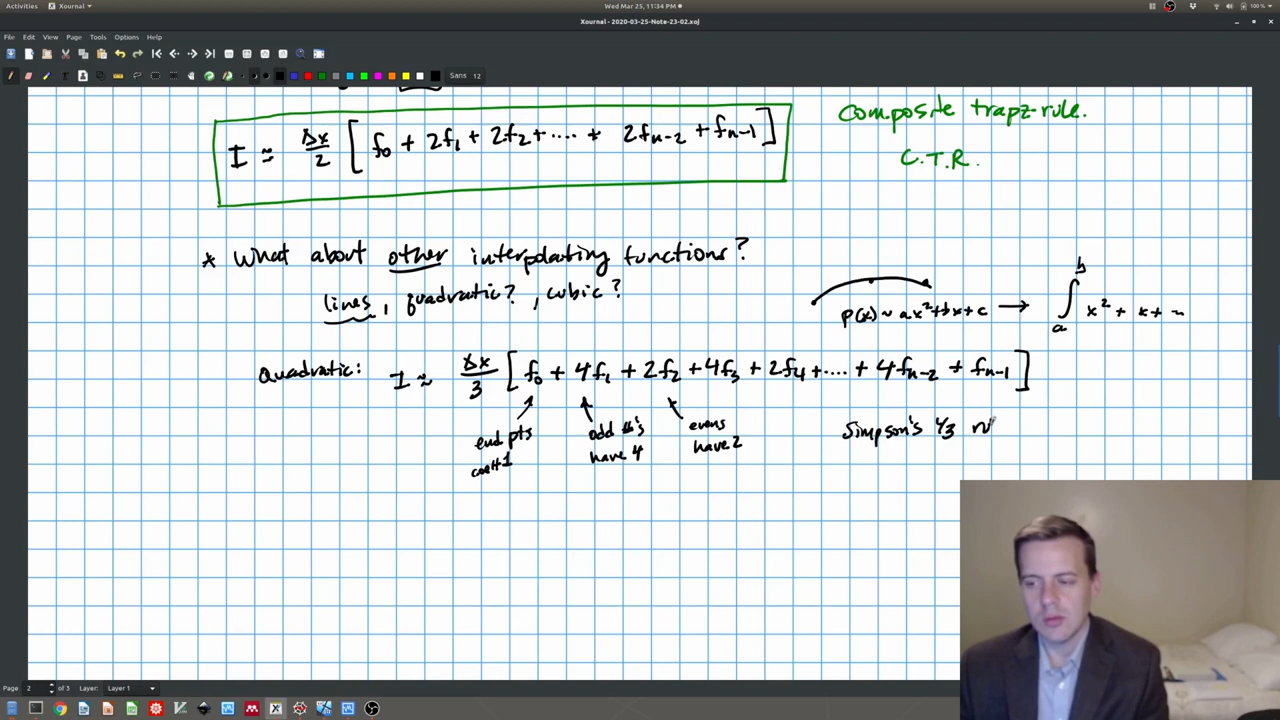 Activities
Xournal
Wed Mar 25, 11:34 PM
100 %
Xournal - 2020-03-25-Note-23-02.xoj
File Edit View Page Tools Options Help
Sans 12
I ≈ Δx/2 [ f0 + 2f1 + 2f2 + .... + 2fn-2 + fn-1 ]
Composite trapz-rule.
C.T.R.
* What about other interpolating functions?
lines, quadratic?, cubic?
p(x) ~ ax²+bx+c → ∫ab x² + x + ~
quadratic: I ≈ Δx/3 [ f0 + 4f1 + 2f2 + 4f3 + 2f4 + .... + 4fn-2 + fn-1 ]
end pts
coeff 1
odd #'s
have 4
evens
have 2
Simpson's 1/3
Page 2 of 3 Layer: Layer 1